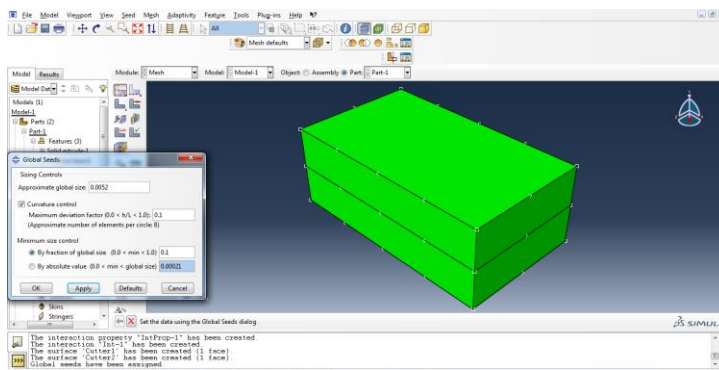 File Model Viewport View Seed Mesh Adaptivity Feature Tools Plug-ins Help
All
Mesh defaults
Model Results
Module: Mesh Model: Model-1 Object: Assembly Part: Part-1
Model Dat
Models (1)
Model-1
Parts (2)
Part-1
Features (3)
Solid extrude-1
Global Seeds
Sizing Controls
Approximate global size: 0.0052
Curvature control
Maximum deviation factor (0.0 < h/L < 1.0): 0.1
(Approximate number of elements per circle: 8)
Minimum size control
By fraction of global size (0.0 < min < 1.0) 0.1
By absolute value (0.0 < min < global size) 0.00021
OK Apply Defaults Cancel
Skins
Stringers
Set the data using the Global Seeds dialog
SIMUL
The interaction property 'IntProp-1' has been created.
The interaction 'Int-1' has been created.
The surface 'Cutter1' has been created (1 face).
The surface 'Cutter2' has been created (1 face).
Global seeds have been assigned.